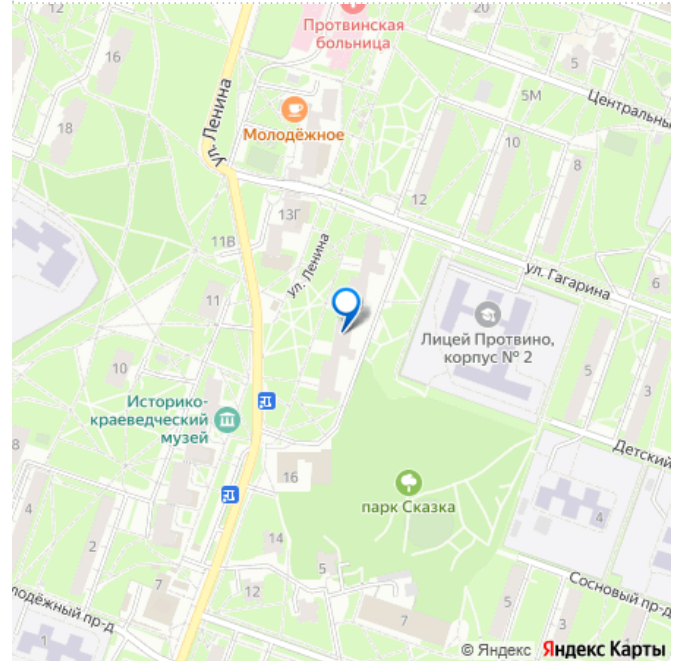 12
20
Протвинская
больница
16
5
5М
Центральны
ул. Ленина
Молодёжное
18
10
8
12
13Г
11В
ул. Ленина
ул. Гагарина
6
11
Лицей Протвино,
корпус № 2
10
5
3
Историко-
краеведческий
музей
8
Детский
16
парк Сказка
4
4
2
14
5
7
Сосновый пр-д
5
3
1
лодёжный пр-д
1
7
© Яндекс Яндекс Карты